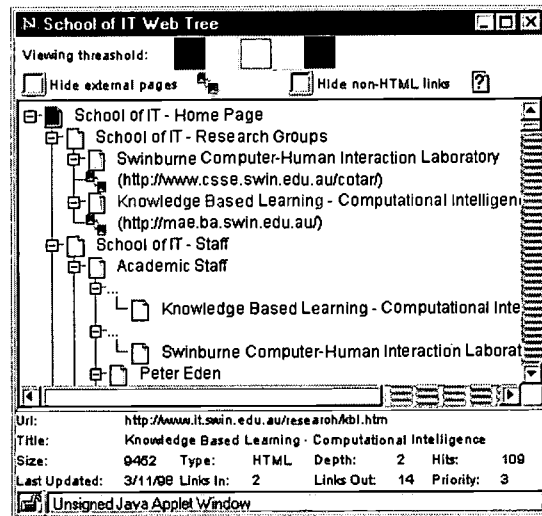 School of IT Web Tree
Viewing threashold:
Hide external pages Hide non-HTML links ?
School of IT - Home Page
School of IT - Research Groups
Swinburne Computer-Human Interaction Laboratory
(http://www.csse.swin.edu.au/cotar/)
Knowledge Based Learning - Computational Intelligen
(http://mae.ba.swin.edu.au/)
School of IT - Staff
Academic Staff
...
Knowledge Based Learning - Computational Inte
...
Swinburne Computer-Human Interaction Laborat
Peter Eden
Url: http://www.it.swin.edu.au/research/kbl.htm
Title: Knowledge Based Learning - Computational Intelligence
Size: 9452 Type: HTML Depth: 2 Hits: 109
Last Updated: 3/11/98 Links In: 2 Links Out: 14 Priority: 3
Unsigned Java Applet Window